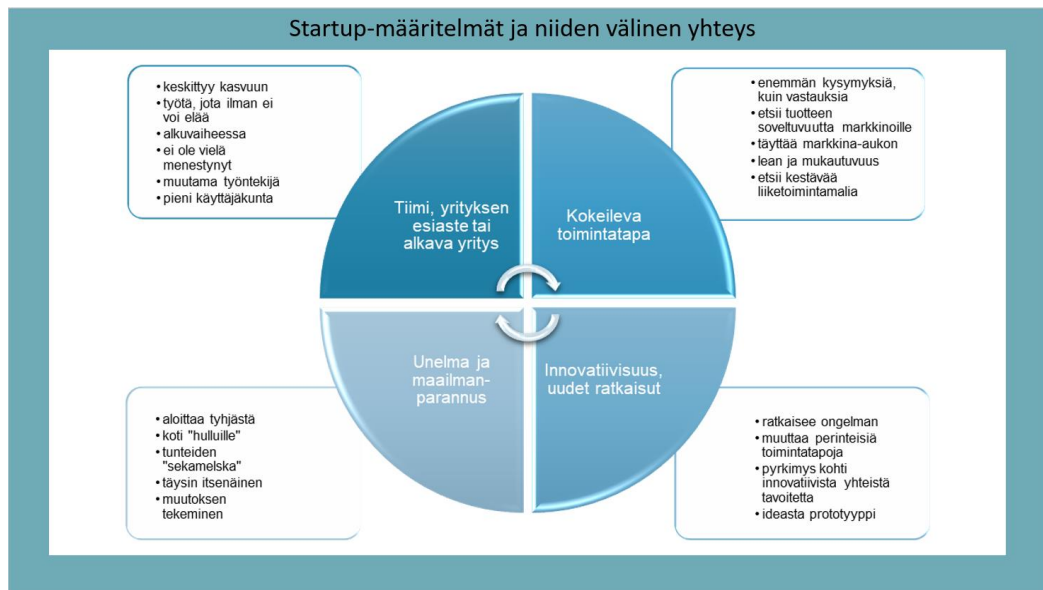 Startup-määritelmät ja niiden välinen yhteys
• keskittyy kasvuun
• työtä, jota ilman ei
voi elää
• alkuvaiheessa
• ei ole vielä
menestynyt
• muutama työntekijä
• pieni käyttäjäkunta
Tiimi, yrityksen
esiaste tai
alkava yritys
• enemmän kysymyksiä,
kuin vastauksia
• etsii tuotteen
soveltuvuutta markkinoille
• täyttää markkina-aukon
• lean ja mukautuvuus
• etsii kestävää
liiketoimintamalia
Kokeileva
toimintatapa
Unelma ja
maailman-
parannus
• aloittaa tyhjästä
• koti "hulluille"
• tunteiden
"sekamelska"
• täysin itsenäinen
• muutoksen
tekeminen
Innovatiivisuus,
uudet ratkaisut
• ratkaisee ongelman
• muuttaa perinteisiä
toimintatapoja
• pyrkimys kohti
innovatiivista yhteistä
tavoitetta
• ideasta prototyyppi